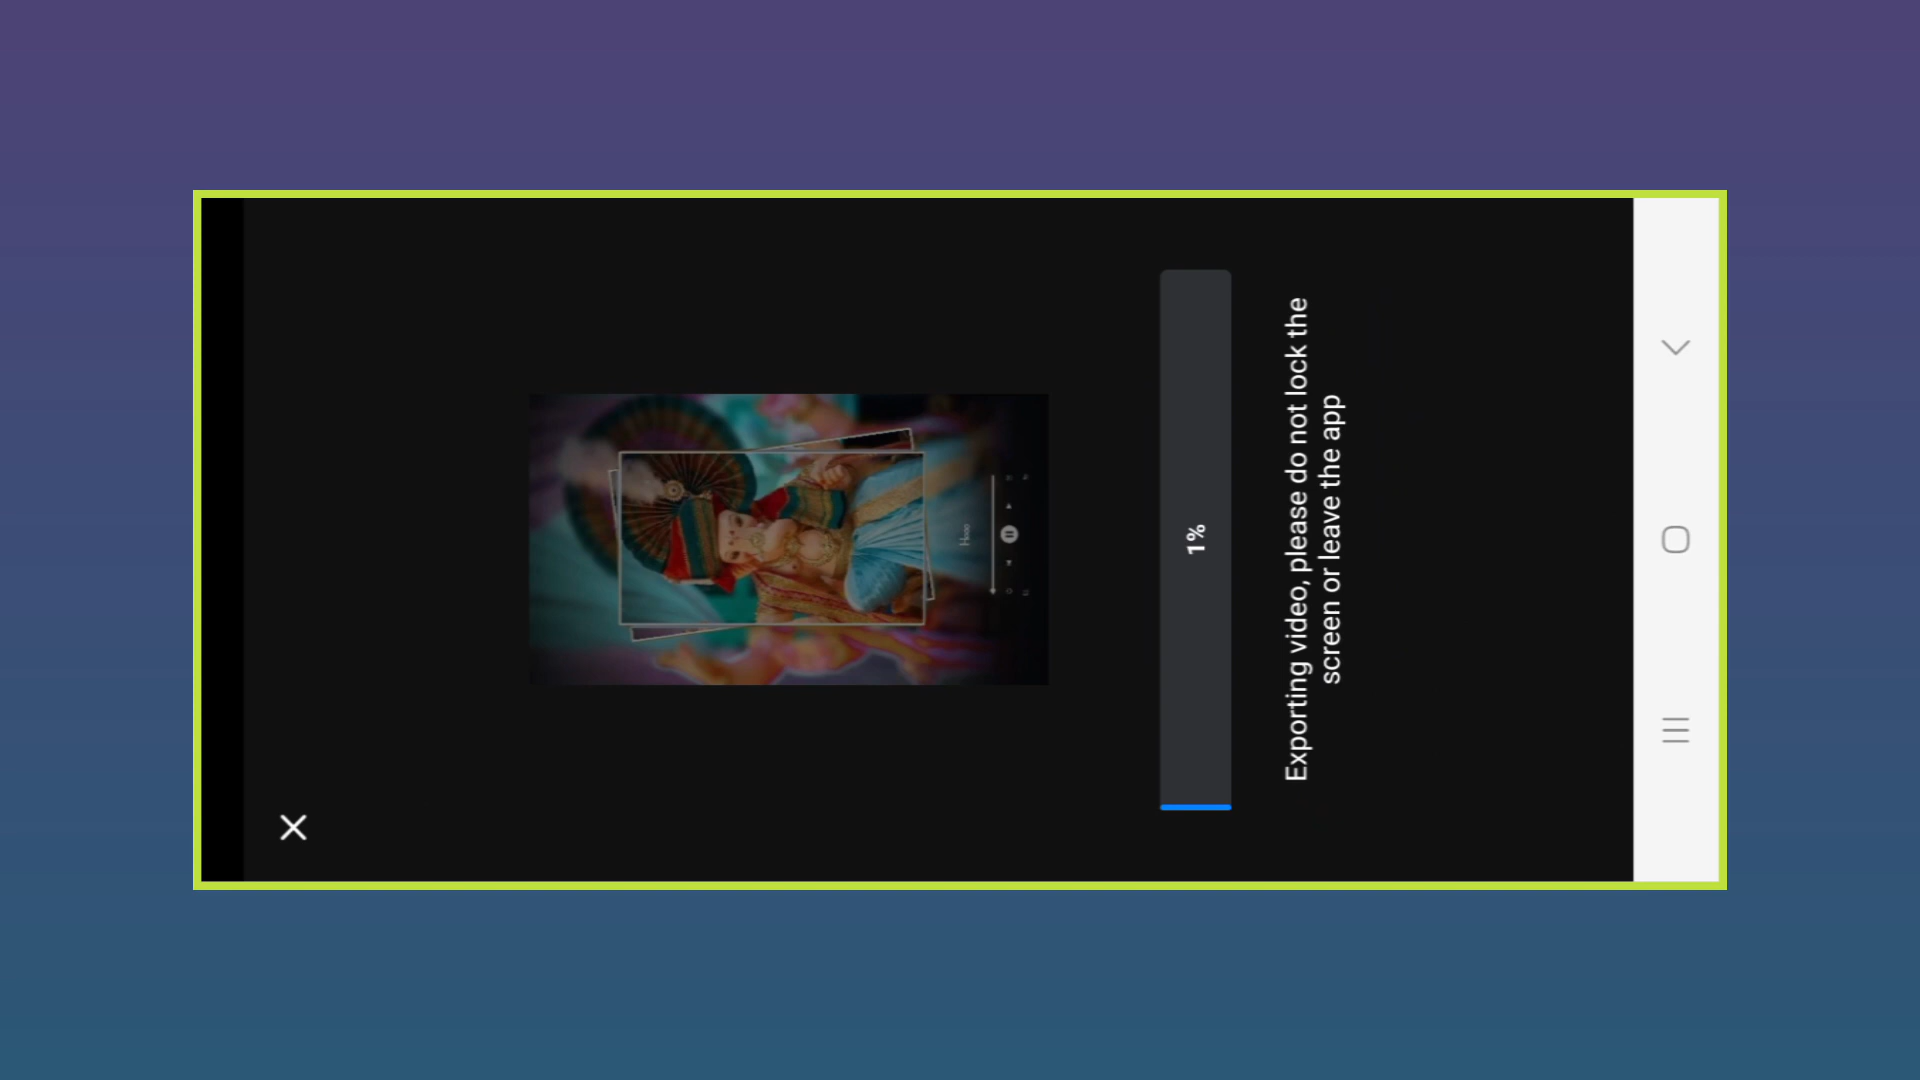 1%
Exporting video, please do not lock the
screen or leave the app